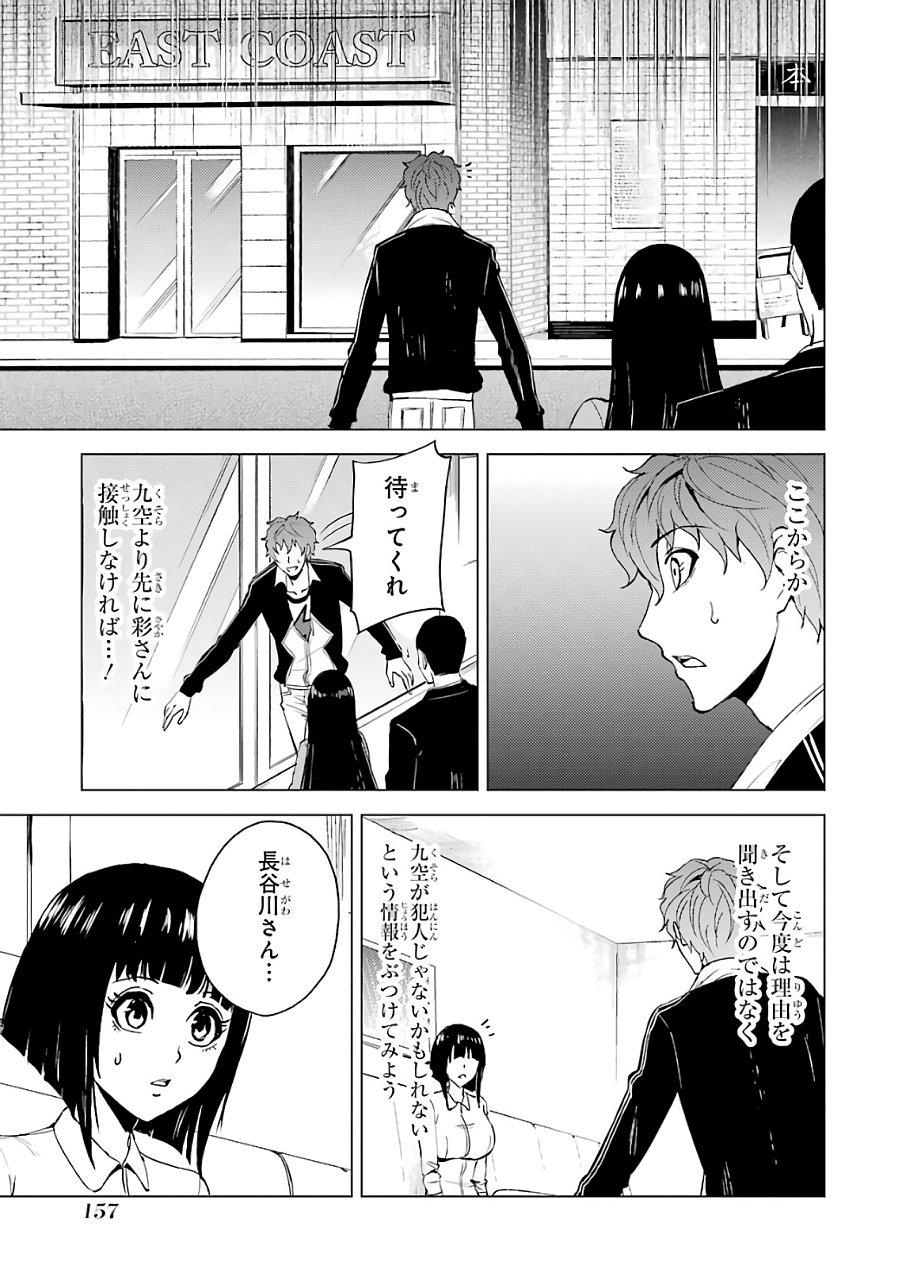 EAST COAST
本
ここからか
待ってくれ
九空より先に彩さんに
接触しなければ…!
そして今度は理由を
聞き出すのではなく
九空が犯人じゃないかもしれない
という情報をぶつけてみよう
長谷川さん…
157